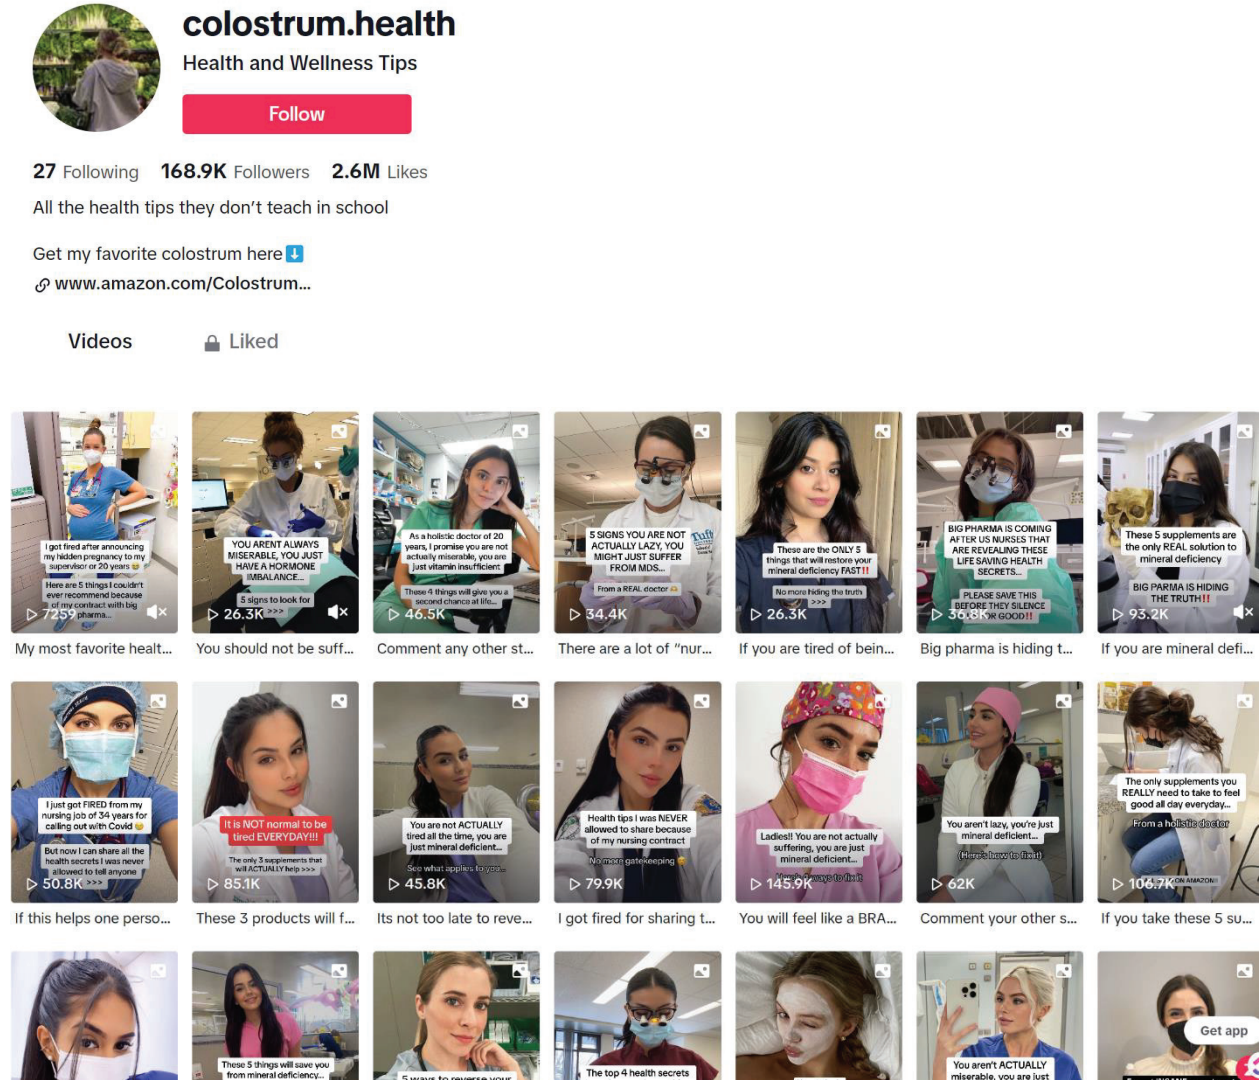 colostrum.health
Health and Wellness Tips
Follow
27 Following 168.9K Followers 2.6M Likes
All the health tips they don’t teach in school
Get my favorite colostrum here
www.amazon.com/Colostrum...
Videos Liked
I got fired after announcing
my hidden pregnancy to my
supervisor or 20 years
Here are 5 things I couldn't
ever recommend because
of my contract with big
pharma...
7259
My most favorite healt...
YOU ARENT ALWAYS
MISERABLE, YOU JUST
HAVE A HORMONE
IMBALANCE...
5 signs to look for
>>>
26.3K
You should not be suff...
As a holistic doctor of 20
years, I promise you are not
actually miserable, you are
just vitamin insufficient
These 4 things will give you a
second chance at life...
46.5K
Comment any other st...
Tuft
5 SIGNS YOU ARE NOT
ACTUALLY LAZY, YOU
MIGHT JUST SUFFER
FROM MDS...
From a REAL doctor
34.4K
There are a lot of “nur...
These are the ONLY 5
things that will restore your
mineral deficiency FAST!!
No more hiding the truth
>>>
26.3K
If you are tired of bein...
BIG PHARMA IS COMING
AFTER US NURSES THAT
ARE REVEALING THESE
LIFE SAVING HEALTH
SECRETS...
PLEASE SAVE THIS
BEFORE THEY SILENCE
OR GOOD!!
36.8K
Big pharma is hiding t...
These 5 supplements are
the only REAL solution to
mineral deficiency
BIG PARMA IS HIDING
THE TRUTH!!
93.2K
If you are mineral defi...
I just got FIRED from my
nursing job of 34 years for
calling out with Covid
But now I can share all the
health secrets I was never
allowed to tell anyone
>>>
50.8K
If this helps one perso...
It is NOT normal to be
tired EVERYDAY!!!
The only 3 supplements that
will ACTUALLY help >>>
85.1K
These 3 products will f...
You are not ACTUALLY
tired all the time, you are
just mineral deficient...
See what applies to you...
45.8K
Its not too late to reve...
Health tips I was NEVER
allowed to share because
of my nursing contract
No more gatekeeping
79.9K
I got fired for sharing t...
Ladies!! You are not actually
suffering, you are just
mineral deficient...
ways to fix it
145.9K
You will feel like a BRA...
You aren't lazy, you're just
mineral deficient...
(Here's how to fix it)
62K
Comment your other s...
The only supplements you
REALLY need to take to feel
good all day everyday...
From a holistic doctor
ON AMAZON!!
106.7K
If you take these 5 su...
These 5 things will save you
from mineral deficiency...
5 ways to reverse your
The top 4 health secrets
You aren't ACTUALLY
miserable, you are just
Get app